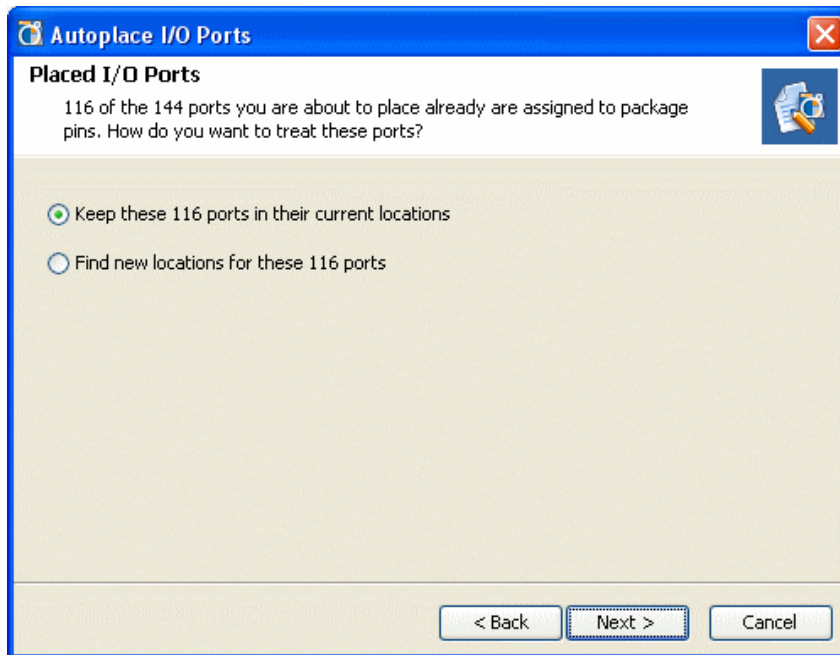 Autoplace I/O Ports
Placed I/O Ports
116 of the 144 ports you are about to place already are assigned to package
pins. How do you want to treat these ports?
Keep these 116 ports in their current locations
Find new locations for these 116 ports
< Back Next > Cancel